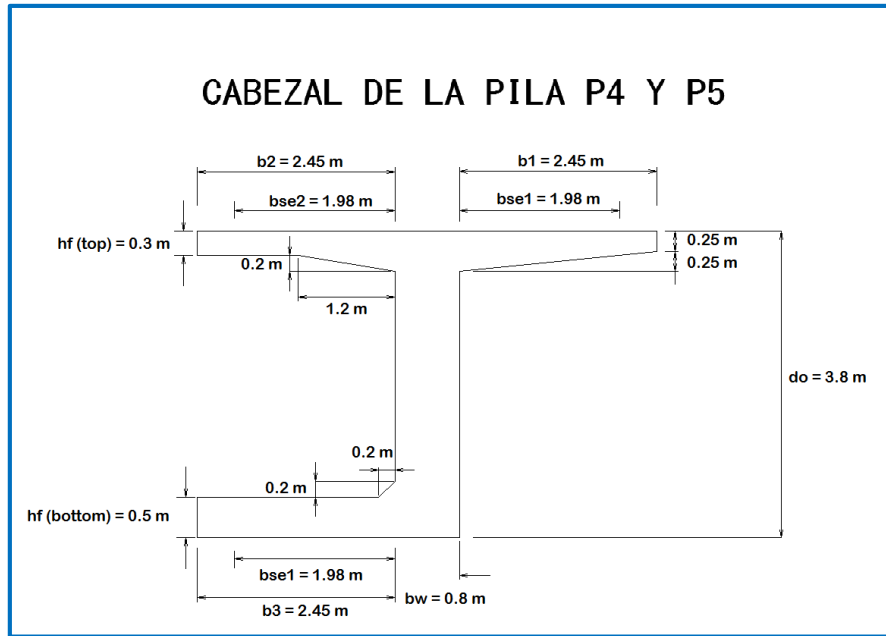 CABEZAL DE LA PILA P4 Y P5
b2 = 2.45 m
b1 = 2.45 m
bse2 = 1.98 m
bse1 = 1.98 m
hf (top) = 0.3 m
0.25 m
0.2 m
0.25 m
1.2 m
do = 3.8 m
0.2 m
0.2 m
hf (bottom) = 0.5 m
bse1 = 1.98 m
b3 = 2.45 m
bw = 0.8 m